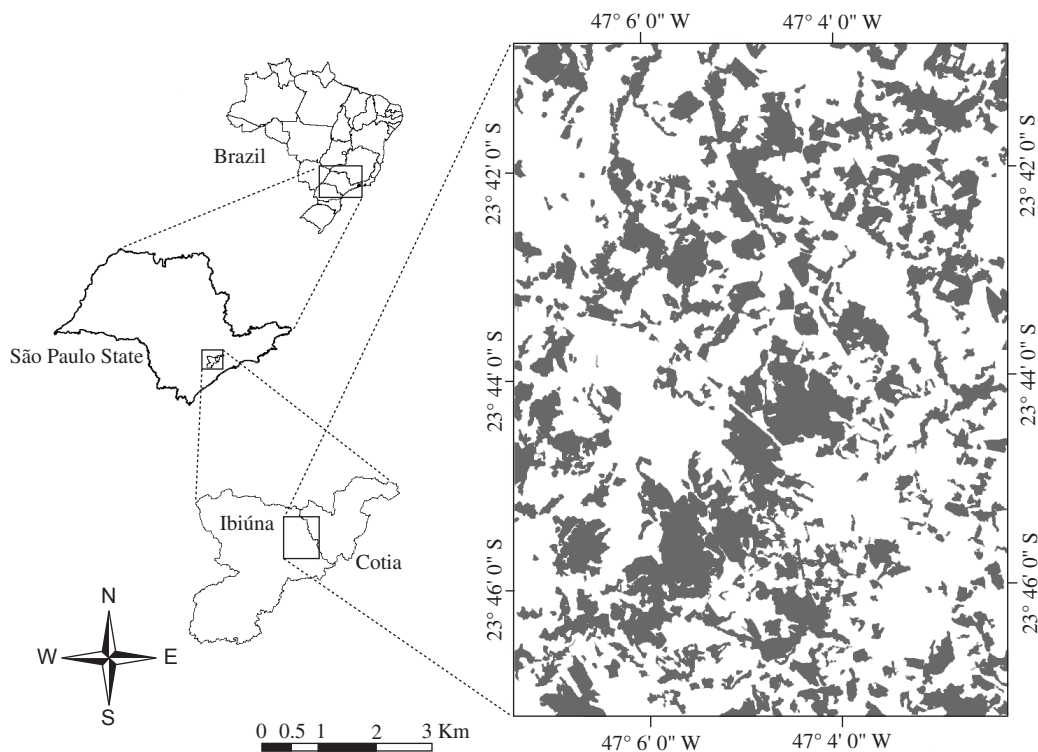 47° 6' 0" W 47° 4' 0" W
Brazil
23° 42' 0" S
23° 42' 0" S
São Paulo State
23° 44' 0" S
23° 44' 0" S
Ibiúna
Cotia
23° 46' 0" S
23° 46' 0" S
N
W E
S
0 0.5 1 2 3 Km
47° 6' 0" W 47° 4' 0" W